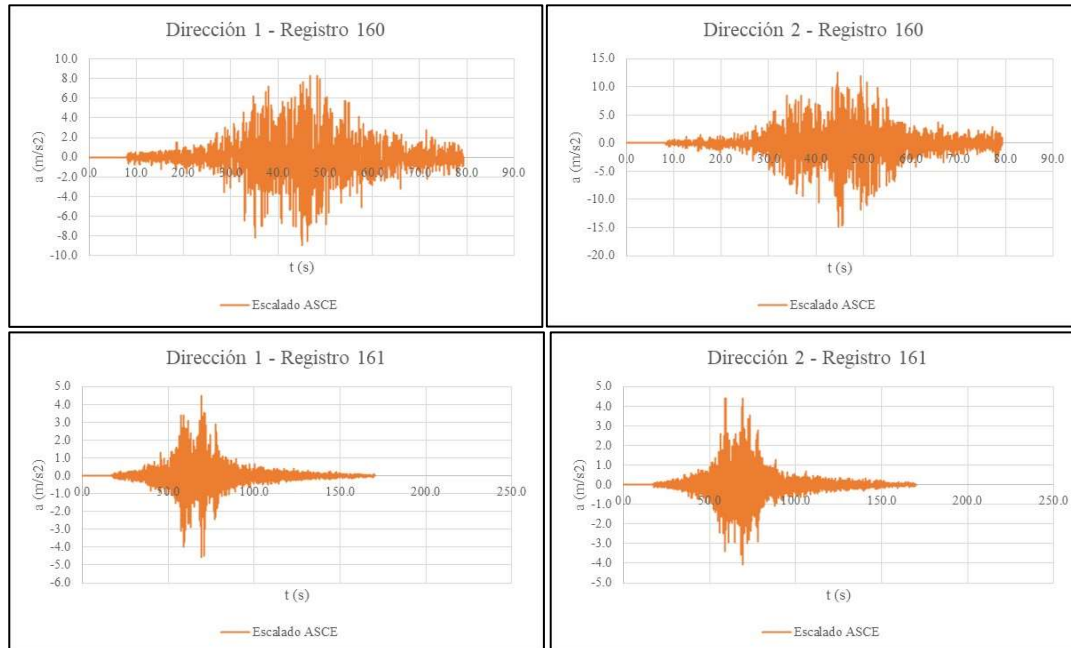 Dirección 1 - Registro 160
10.0
8.0
6.0
4.0
2.0
0.0
-2.0
-4.0
-6.0
-8.0
-10.0
a (m/s2)
0.0 10.0 20.0 30.0 40.0 50.0 60.0 70.0 80.0 90.0
t (s)
Escalado ASCE
Dirección 2 - Registro 160
15.0
10.0
5.0
0.0
-5.0
-10.0
-15.0
-20.0
a (m/s2)
0.0 10.0 20.0 30.0 40.0 50.0 60.0 70.0 80.0 90.0
t (s)
Escalado ASCE
Dirección 1 - Registro 161
5.0
4.0
3.0
2.0
1.0
0.0
-1.0
-2.0
-3.0
-4.0
-5.0
-6.0
a (m/s2)
0.0 50.0 100.0 150.0 200.0 250.0
t (s)
Escalado ASCE
Dirección 2 - Registro 161
5.0
4.0
3.0
2.0
1.0
0.0
-1.0
-2.0
-3.0
-4.0
-5.0
a (m/s2)
0.0 50.0 100.0 150.0 200.0 250.0
t (s)
Escalado ASCE